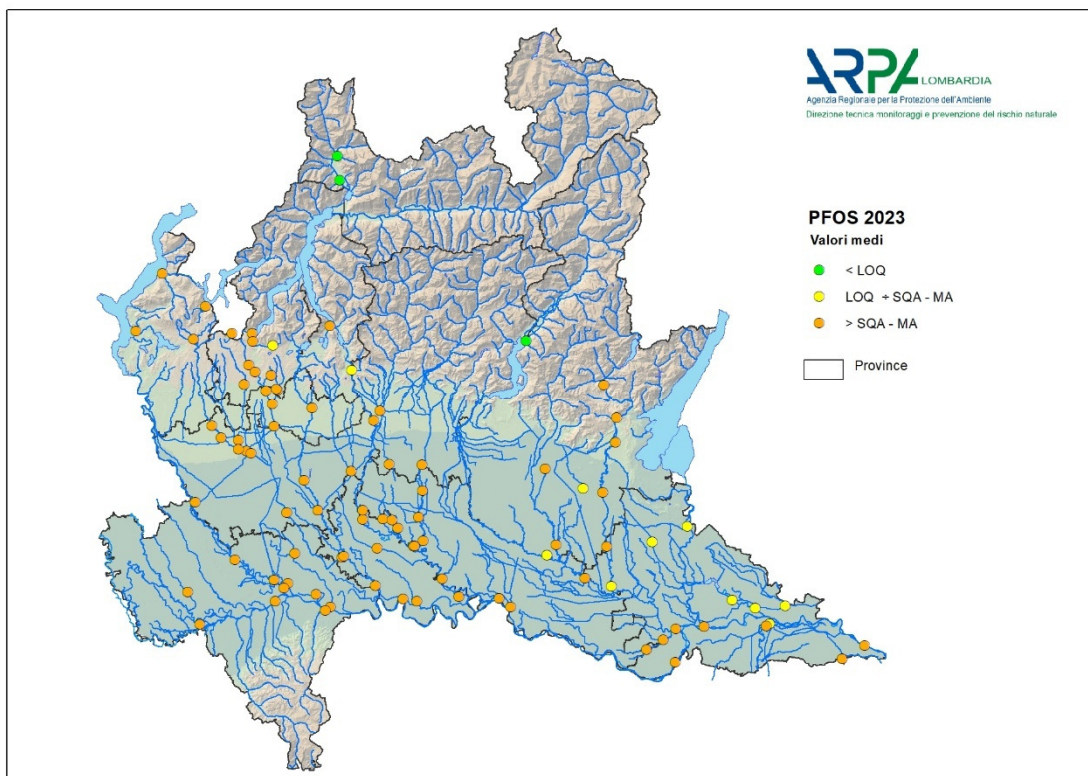 ARPA LOMBARDIA
Agenzia Regionale per la Protezione dell'Ambiente
Direzione tecnica monitoraggi e prevenzione del rischio naturale
PFOS 2023
Valori medi
< LOQ
LOQ ÷ SQA - MA
> SQA - MA
Province